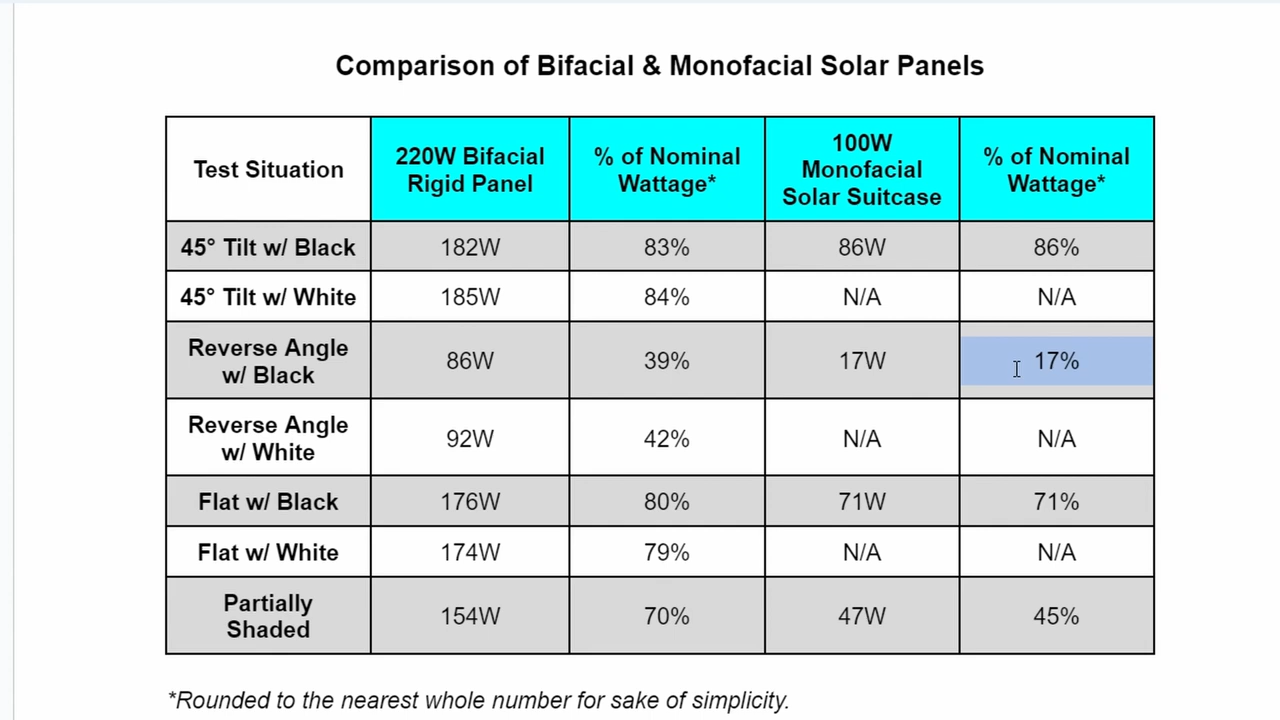 Comparison of Bifacial & Monofacial Solar Panels
Test Situation
220W Bifacial
Rigid Panel
% of Nominal
Wattage*
100W
Monofacial
Solar Suitcase
% of Nominal
Wattage*
45° Tilt w/ Black
182W
83%
86W
86%
45° Tilt w/ White
185W
84%
N/A
N/A
Reverse Angle
w/ Black
86W
39%
17W
17%
Reverse Angle
w/ White
92W
42%
N/A
N/A
Flat w/ Black
176W
80%
71W
71%
Flat w/ White
174W
79%
N/A
N/A
Partially
Shaded
154W
70%
47W
45%
*Rounded to the nearest whole number for sake of simplicity.